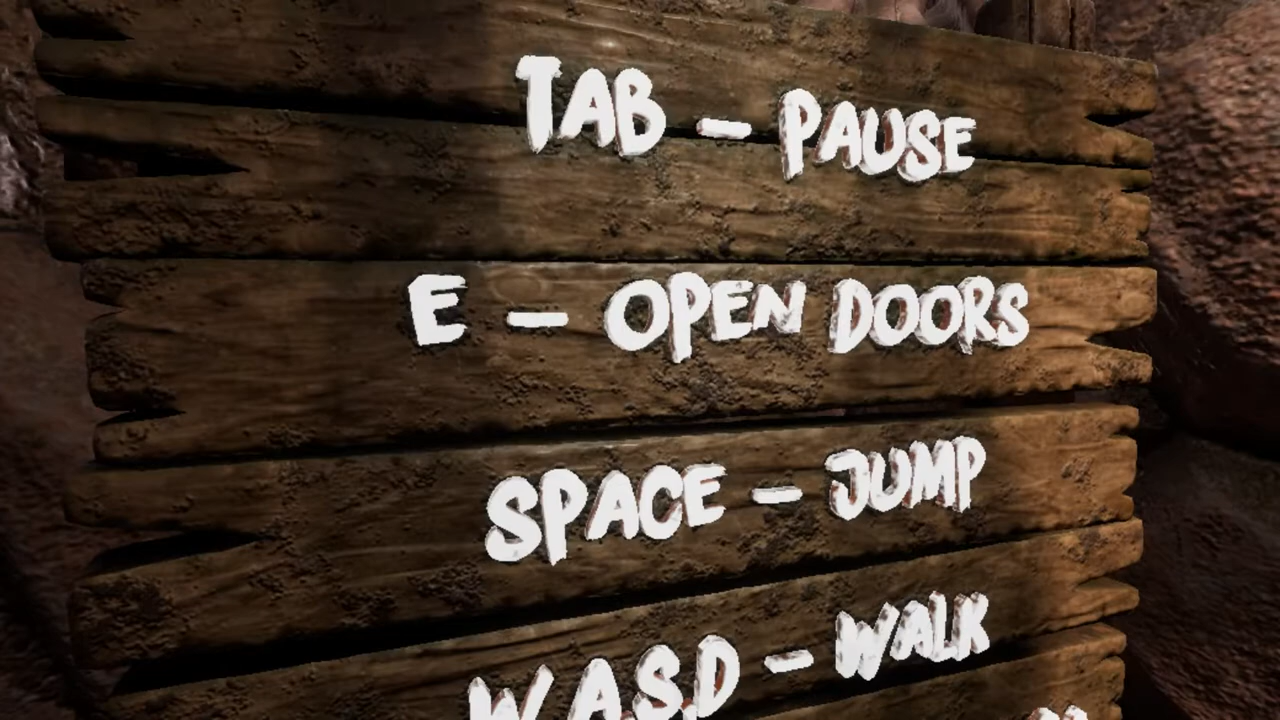 TAB – PAUSE
E – OPEN DOORS
SPACE – JUMP
W.A.S.D – WALK